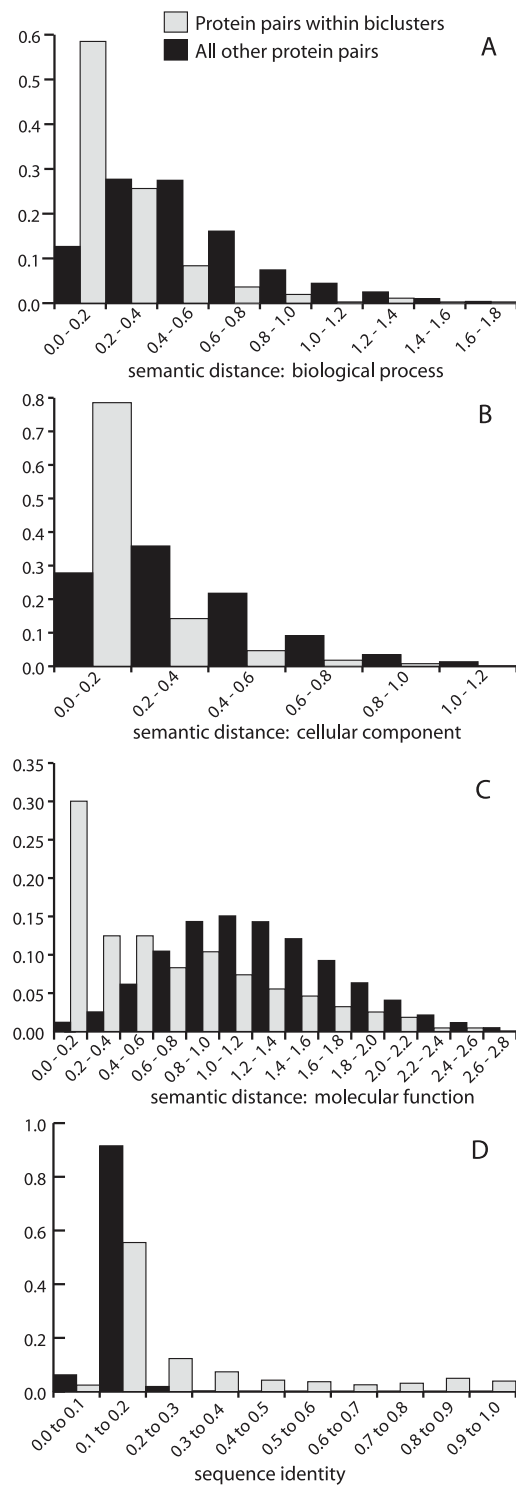 Protein pairs within biclusters
All other protein pairs
A
0.6
0.5
0.4
0.3
0.2
0.1
0.0
0.0 - 0.2
0.2 - 0.4
0.4 - 0.6
0.6 - 0.8
0.8 - 1.0
1.0 - 1.2
1.2 - 1.4
1.4 - 1.6
1.6 - 1.8
semantic distance: biological process
B
0.8
0.7
0.6
0.5
0.4
0.3
0.2
0.1
0.0
0.0 - 0.2
0.2 - 0.4
0.4 - 0.6
0.6 - 0.8
0.8 - 1.0
1.0 - 1.2
semantic distance: cellular component
C
0.35
0.30
0.25
0.20
0.15
0.10
0.05
0.00
0.0 - 0.2
0.2 - 0.4
0.4 - 0.6
0.6 - 0.8
0.8 - 1.0
1.0 - 1.2
1.2 - 1.4
1.4 - 1.6
1.6 - 1.8
1.8 - 2.0
2.0 - 2.2
2.2 - 2.4
2.4 - 2.6
2.6 - 2.8
semantic distance: molecular function
D
1.0
0.8
0.6
0.4
0.2
0.0
0.0 to 0.1
0.1 to 0.2
0.2 to 0.3
0.3 to 0.4
0.4 to 0.5
0.5 to 0.6
0.6 to 0.7
0.7 to 0.8
0.8 to 0.9
0.9 to 1.0
sequence identity